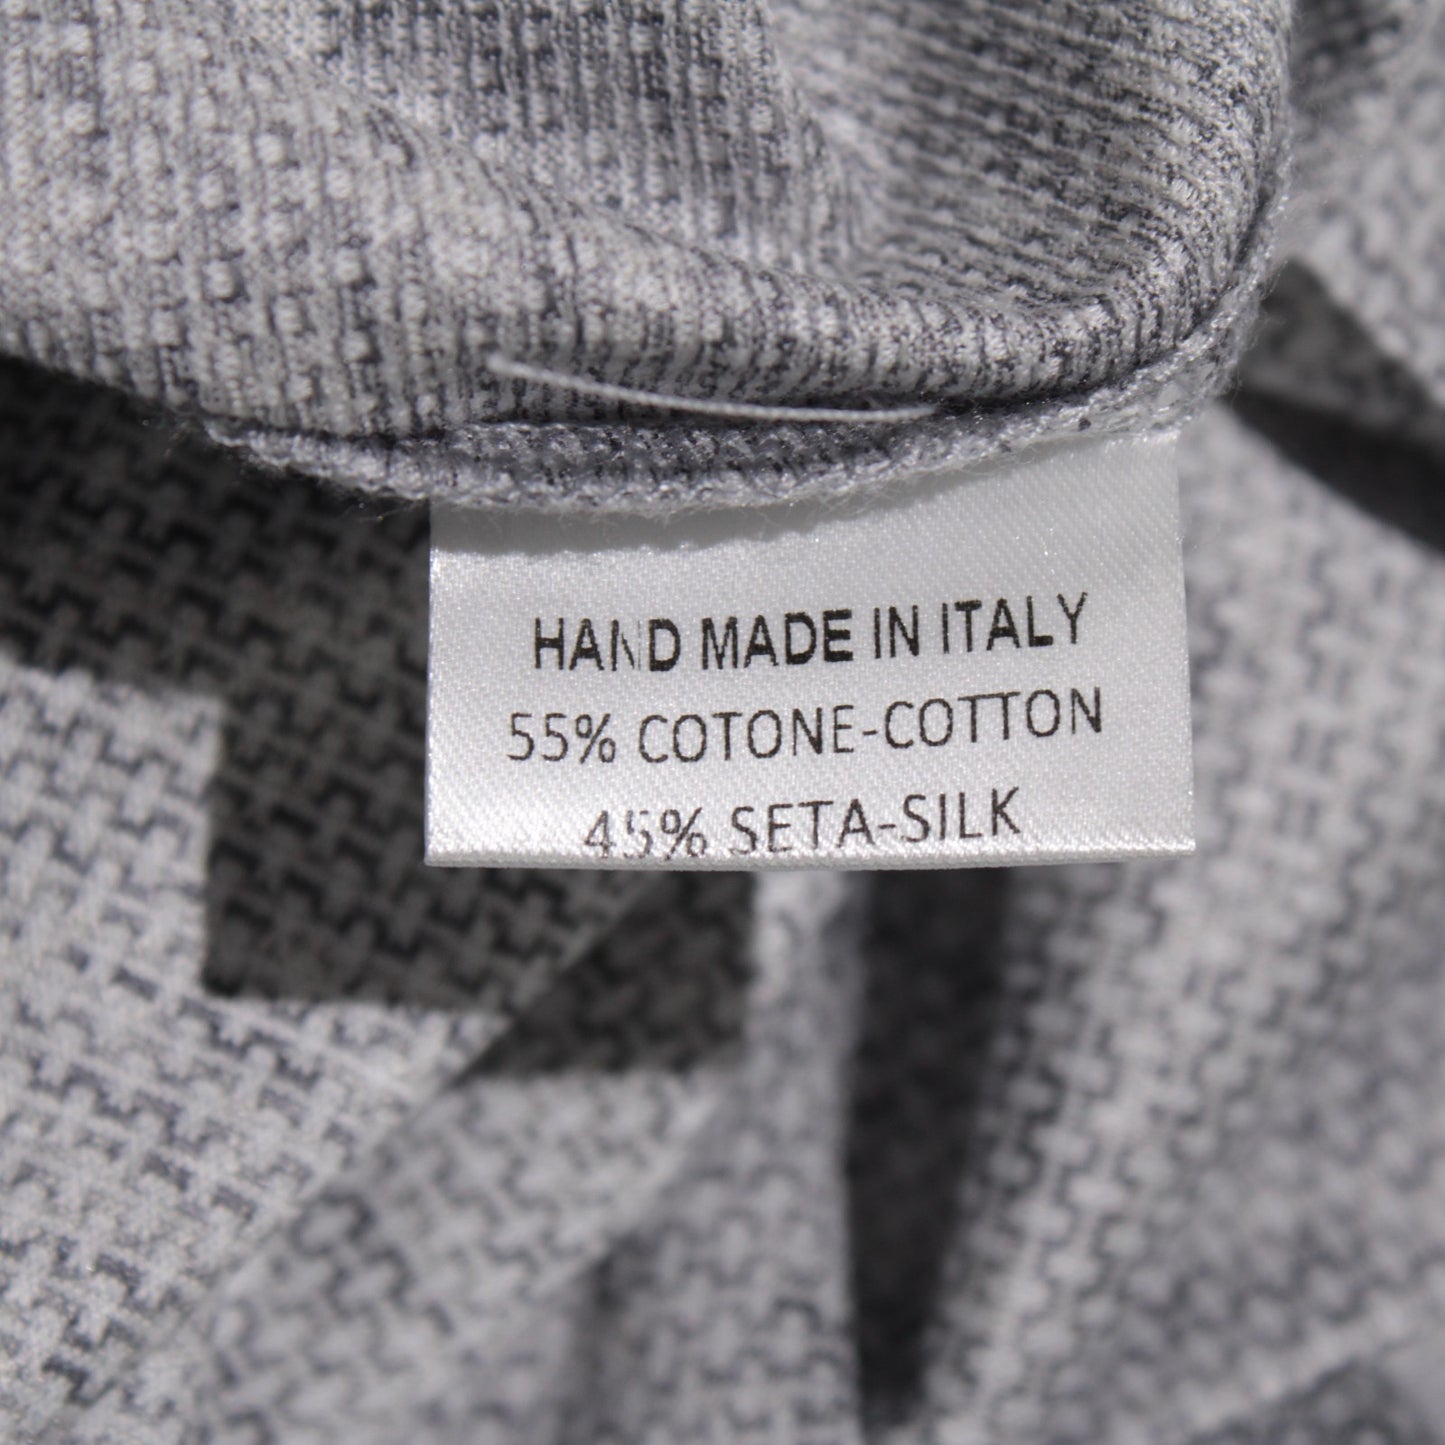 HAND MADE IN ITALY
55% COTONE-COTTON
45% SETA-SILK